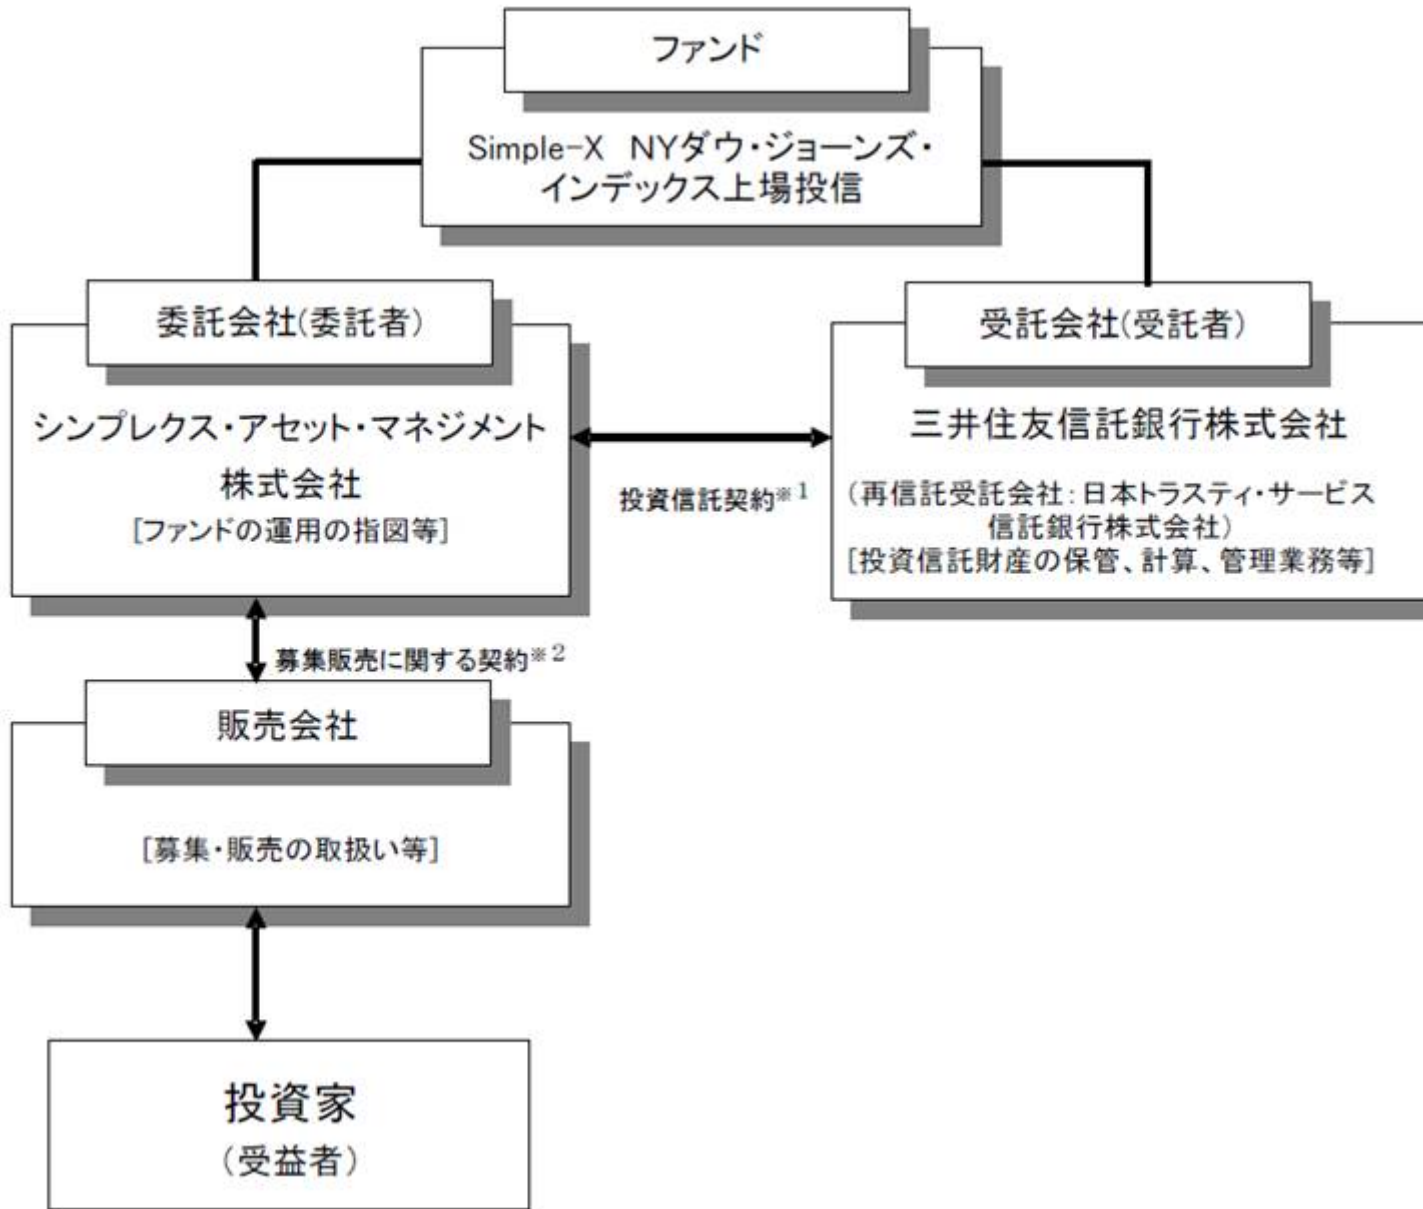 ファンド
Simple-X NYダウ・ジョーンズ・
インデックス上場投信
委託会社(委託者)
シンプレクス・アセット・マネジメント
株式会社
[ファンドの運用の指図等]
投資信託契約※1
受託会社(受託者)
三井住友信託銀行株式会社
(再信託受託会社:日本トラスティ・サービス
信託銀行株式会社)
[投資信託財産の保管、計算、管理業務等]
募集販売に関する契約※2
販売会社
[募集・販売の取扱い等]
投資家
(受益者)